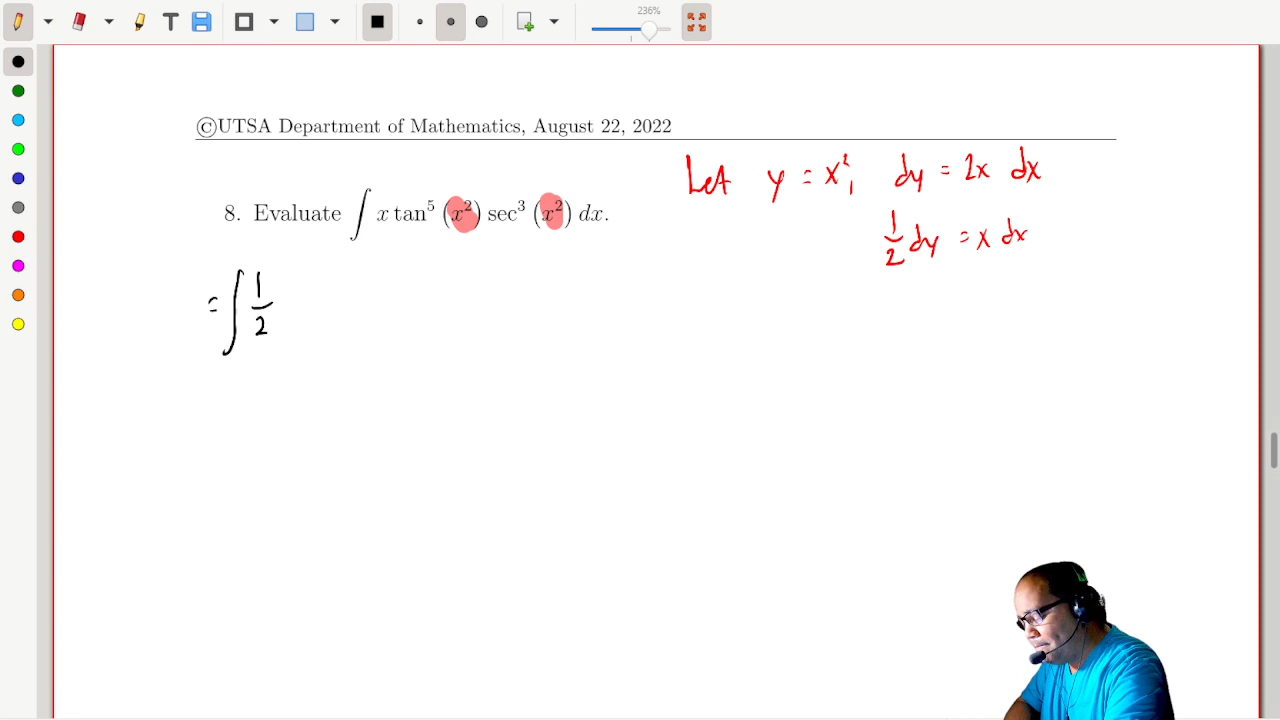 236%
©UTSA Department of Mathematics, August 22, 2022
Let y = x², dy = 2x dx
8. Evaluate ∫ x tan⁵ (x²) sec³ (x²) dx.
½ dy = x dx
= ∫ ½